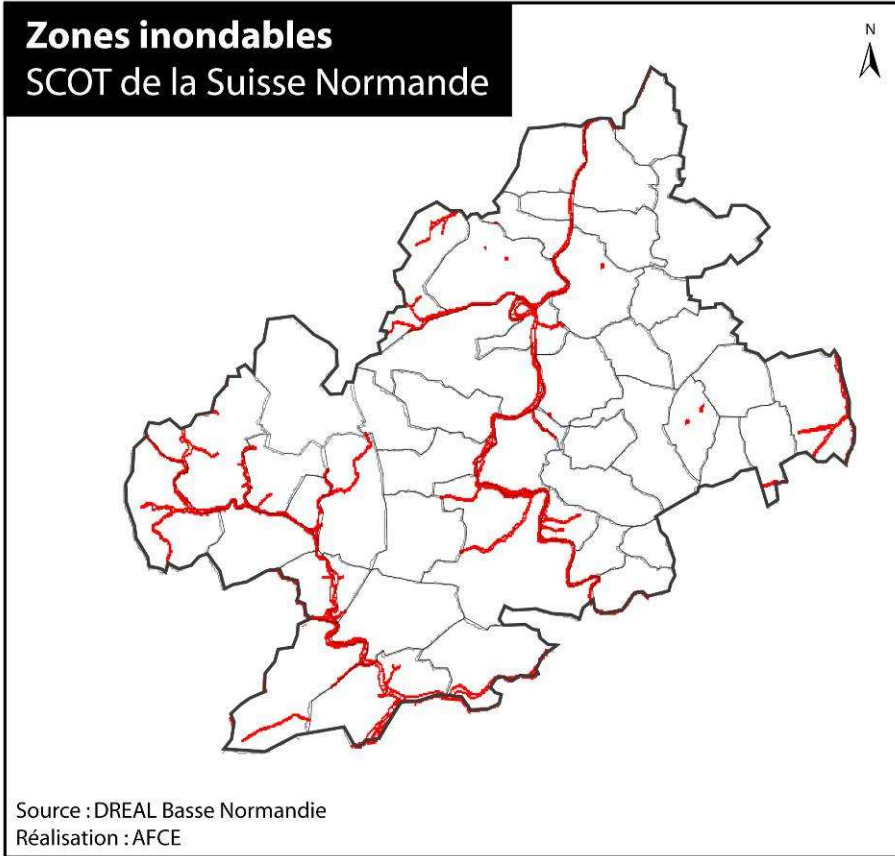 Zones inondables
SCOT de la Suisse Normande
N
Source : DREAL Basse Normandie
Réalisation : AFCE